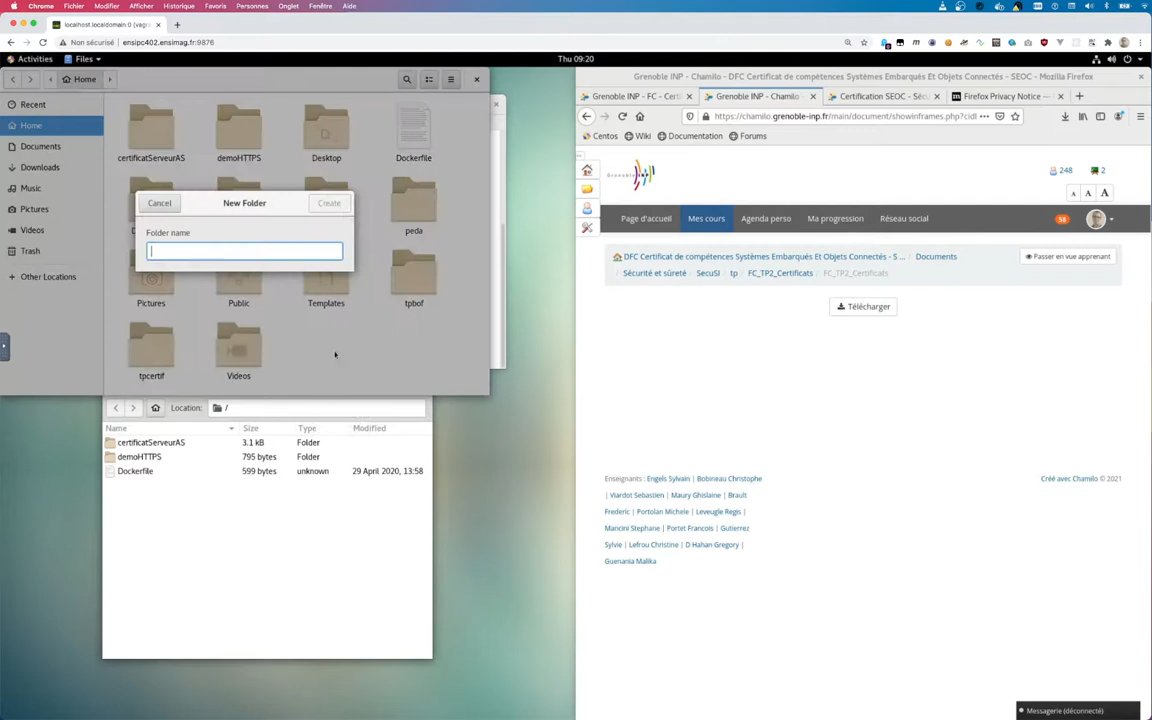 Chrome Fichier Modifier Afficher Historique Favoris Personnes Onglet Fenêtre Aide
localhost.localdomain:0 (vagra
Non sécurisé | ensipc402.ensimag.fr:9876
Activities Files Thu 09:20
Home
Recent
Home
Documents
Downloads
Music
Pictures
Videos
Trash
Other Locations
certificatServeurAS demoHTTPS Desktop Dockerfile
peda
Pictures Public Templates tpbof
tpcertif Videos
Cancel New Folder Create
Folder name
Location: /
Name Size Type Modified
certificatServeurAS 3.1 kB Folder
demoHTTPS 795 bytes Folder
Dockerfile 599 bytes unknown 29 April 2020, 13:58
Grenoble INP - Chamilo - DFC Certificat de compétences Systèmes Embarqués Et Objets Connectés - SEOC - Mozilla Firefox
Grenoble INP - FC - Certi Grenoble INP - Chamilo Certification SEOC - Séc Firefox Privacy Notice —
https://chamilo.grenoble-inp.fr/main/document/showinframes.php?cidl
Centos Wiki Documentation Forums
248 2
A A A
Page d'accueil Mes cours Agenda perso Ma progression Réseau social 58
DFC Certificat de compétences Systèmes Embarqués Et Objets Connectés - S ... Documents
Sécurité et sûreté SecuSI tp FC_TP2_Certificats FC_TP2_Certificats
Passer en vue apprenant
Télécharger
Enseignants : Engels Sylvain | Bobineau Christophe
| Viardot Sebastien | Maury Ghislaine | Brault
Frederic | Portolan Michele | Leveugle Regis |
Mancini Stephane | Portet Francois | Gutierrez
Sylvie | Lefrou Christine | D Hahan Gregory |
Guenania Malika
Créé avec Chamilo © 2021
Messagerie (déconnecté)